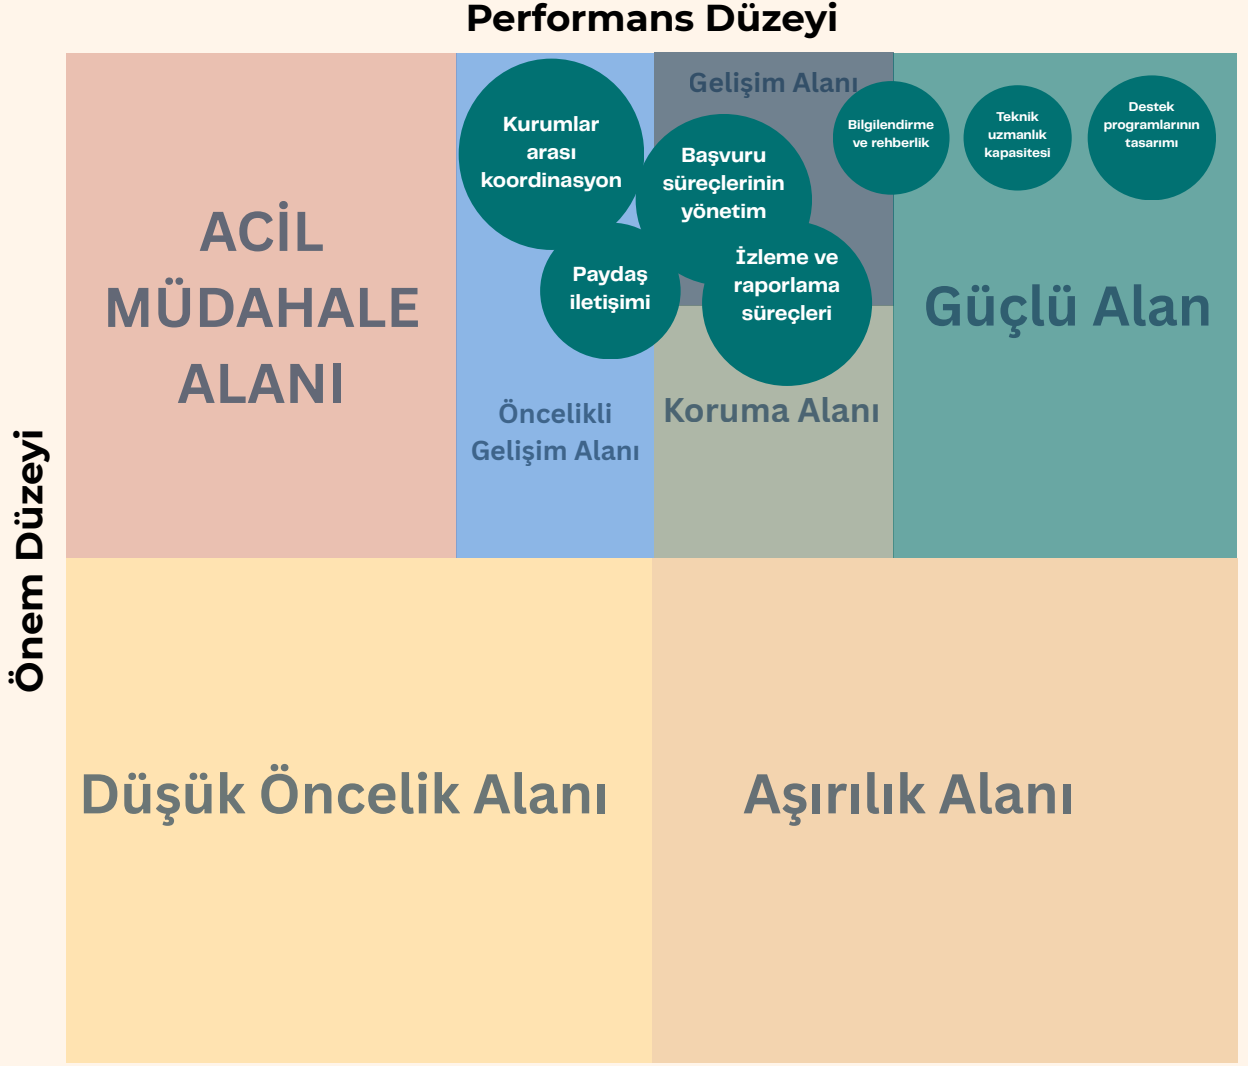 Performans Düzeyi
Önem Düzeyi
ACİL
MÜDAHALE
ALANI
Kurumlar
arası
koordinasyon
Paydaş
iletişimi
Öncelikli
Gelişim Alanı
Gelişim Alanı
Başvuru
süreçlerinin
yönetim
İzleme ve
raporlama
süreçleri
Koruma Alanı
Bilgilendirme
ve rehberlik
Teknik
uzmanlık
kapasitesi
Destek
programlarının
tasarımı
Güçlü Alan
Düşük Öncelik Alanı
Aşırılık Alanı